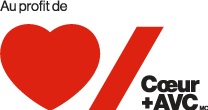 Au profit de
Cœur
+AVC MC